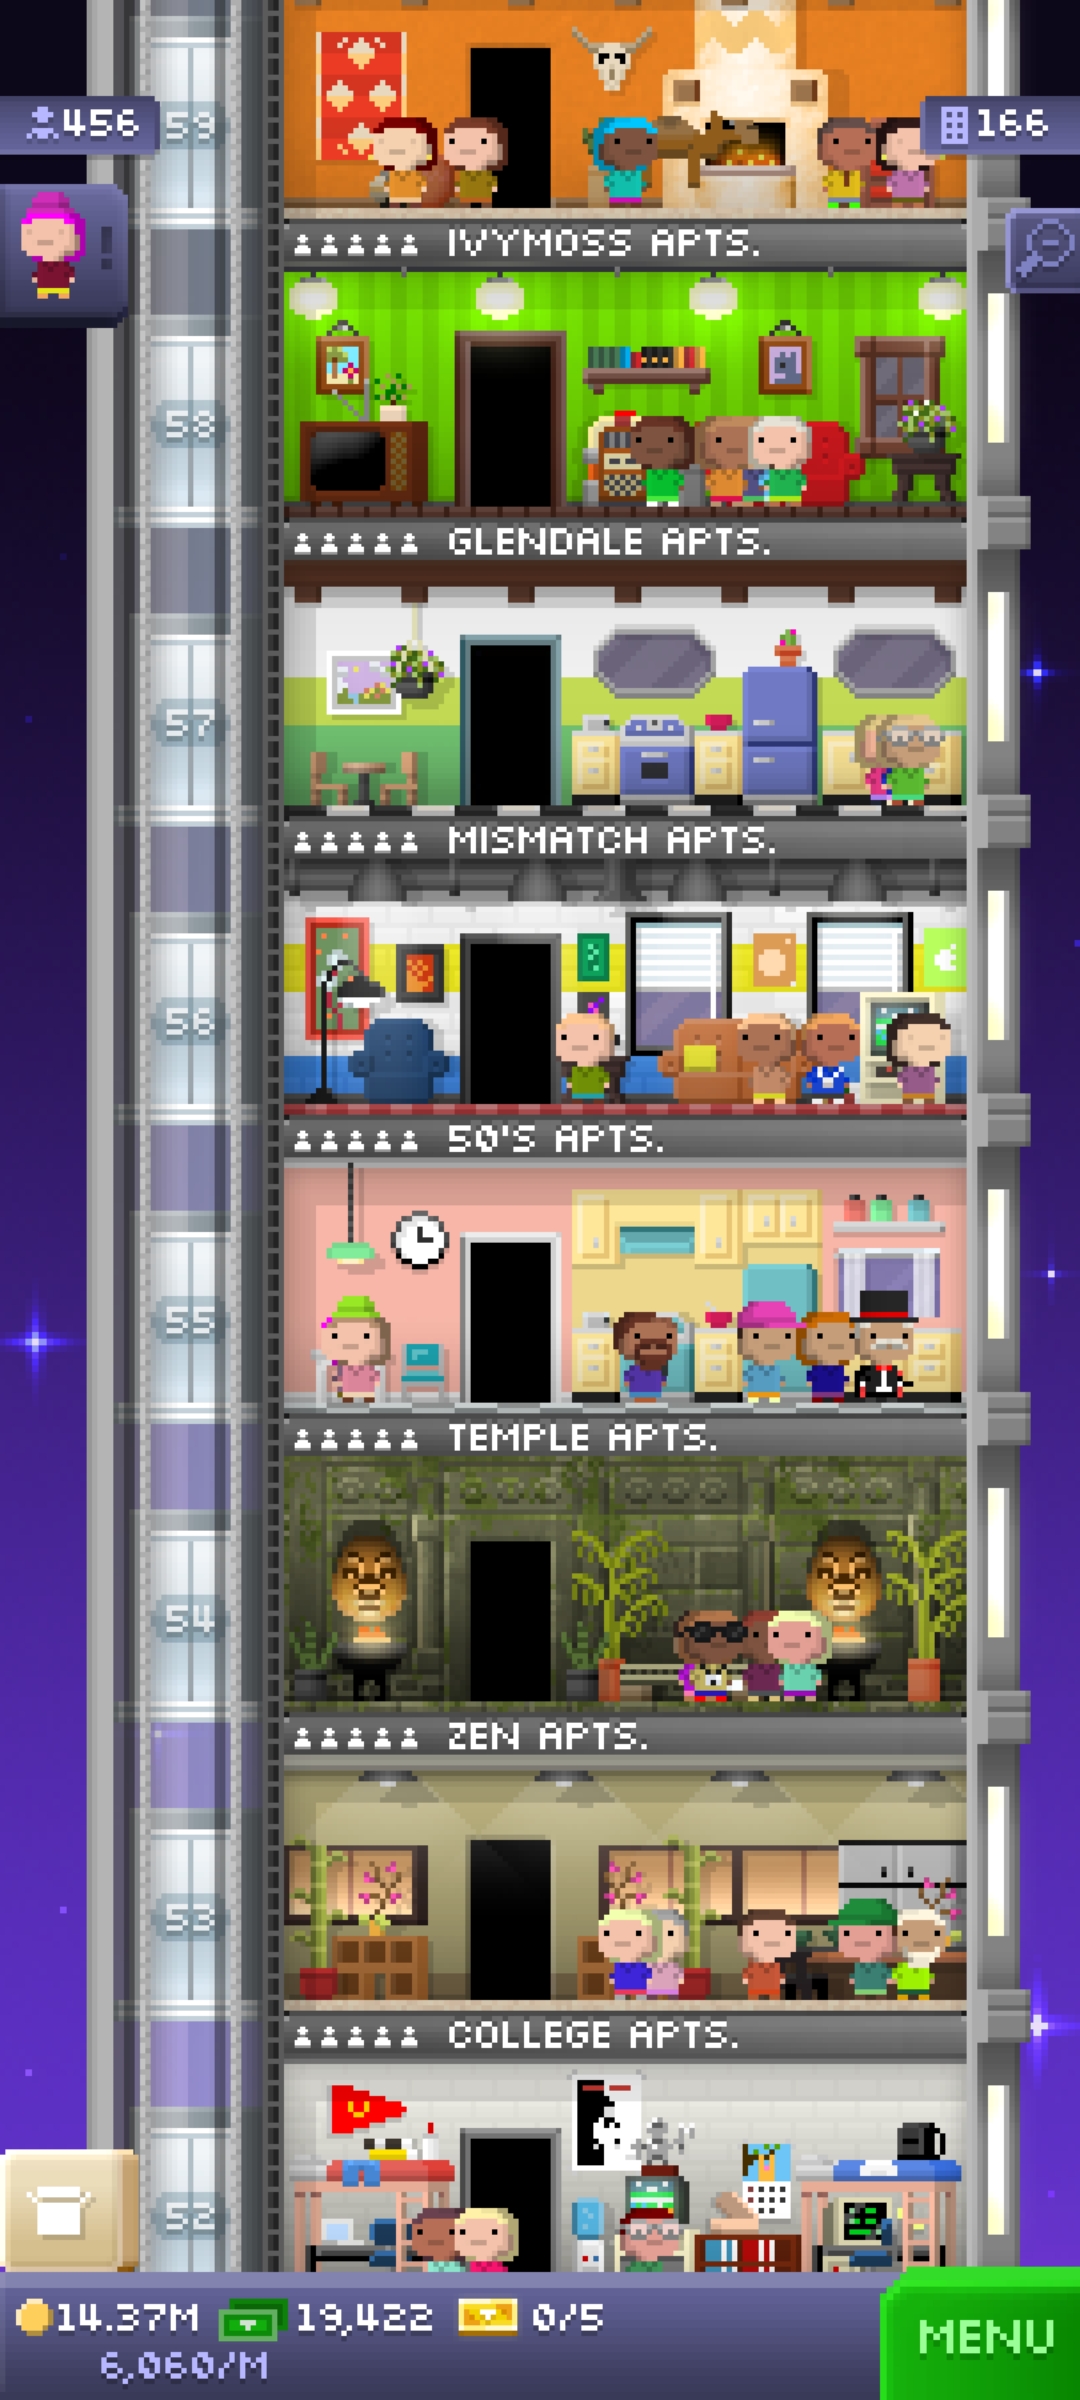 456
59
166
!
IVYMOSS APTS.
58
GLENDALE APTS.
57
MISMATCH APTS.
56
50'S APTS.
55
TEMPLE APTS.
54
ZEN APTS.
53
COLLEGE APTS.
52
14.37M
19,422
0/5
MENU
6,060/M